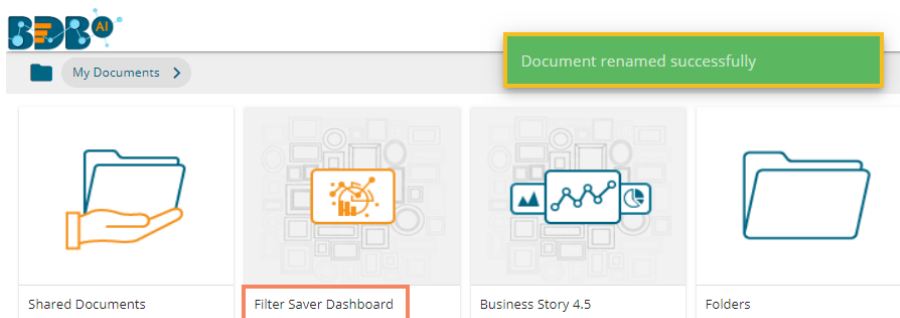 BDB AI
Document renamed successfully
My Documents
Shared Documents
Filter Saver Dashboard
Business Story 4.5
Folders